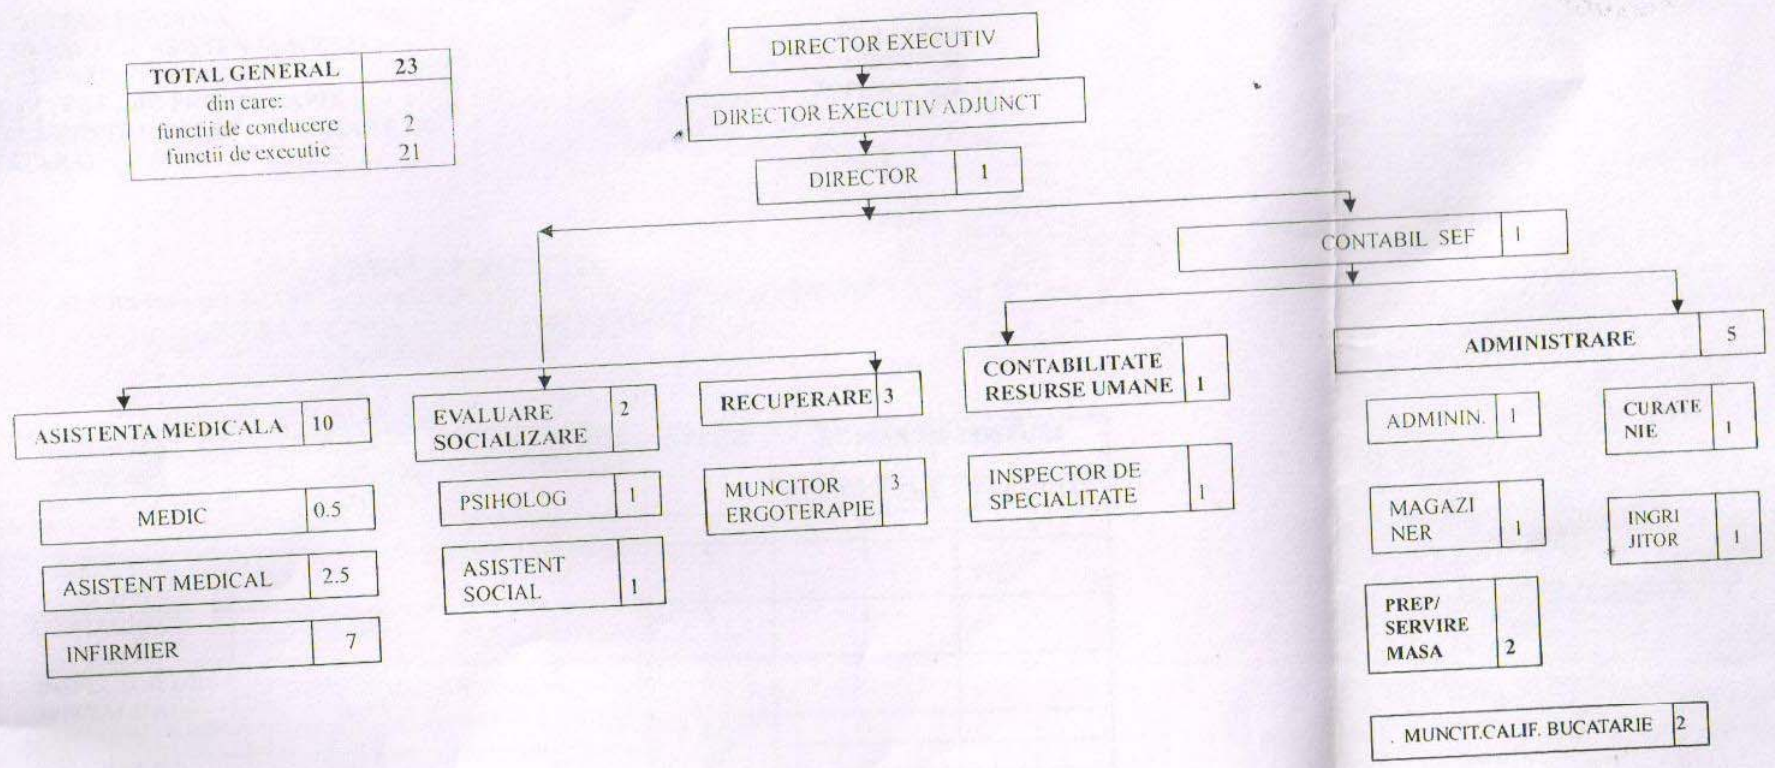 TOTAL GENERAL 23
din care:
functii de conducere 2
functii de executie 21
DIRECTOR EXECUTIV
DIRECTOR EXECUTIV ADJUNCT
DIRECTOR 1
CONTABIL SEF 1
ASISTENTA MEDICALA 10
MEDIC 0.5
ASISTENT MEDICAL 2.5
INFIRMIER 7
EVALUARE 2
SOCIALIZARE
PSIHOLOG 1
ASISTENT
SOCIAL 1
RECUPERARE 3
MUNCITOR 3
ERGOTERAPIE
CONTABILITATE
RESURSE UMANE 1
INSPECTOR DE
SPECIALITATE 1
ADMINISTRARE 5
ADMININ. 1
MAGAZI
NER 1
PREP/
SERVIRE
MASA 2
MUNCIT.CALIF. BUCATARIE 2
CURATE
NIE 1
INGRI
JITOR 1